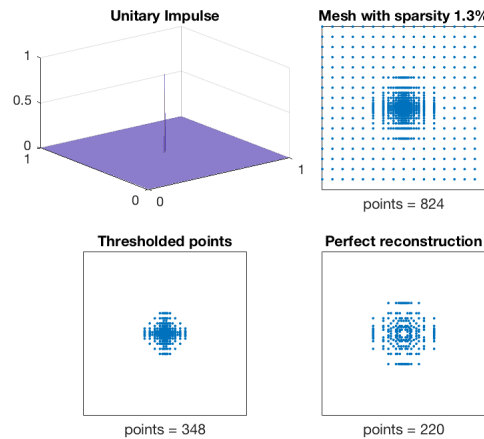 Unitary Impulse
1
0.5
0
1
0
0
1
Mesh with sparsity 1.3%
points = 824
Thresholded points
points = 348
Perfect reconstruction
points = 220